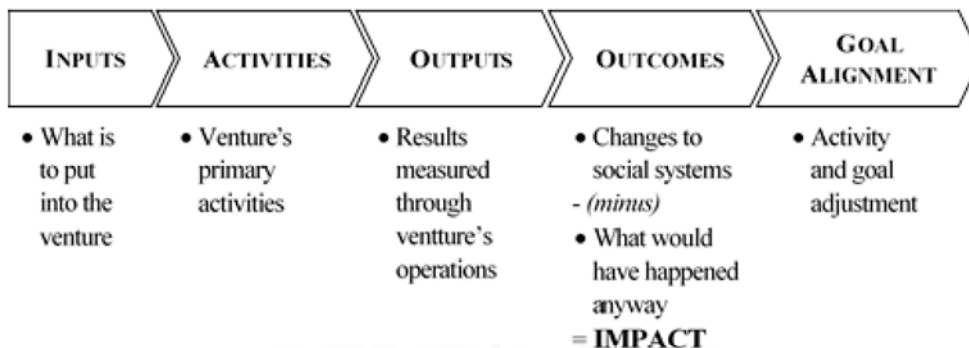 INPUTS
ACTIVITIES
OUTPUTS
OUTCOMES
GOAL
ALIGNMENT
• What is
to put
into the
venture
• Venture's
primary
activities
• Results
measured
through
ventture's
operations
• Changes to
social systems
- (minus)
• What would
have happened
anyway
= IMPACT
• Activity
and goal
adjustment